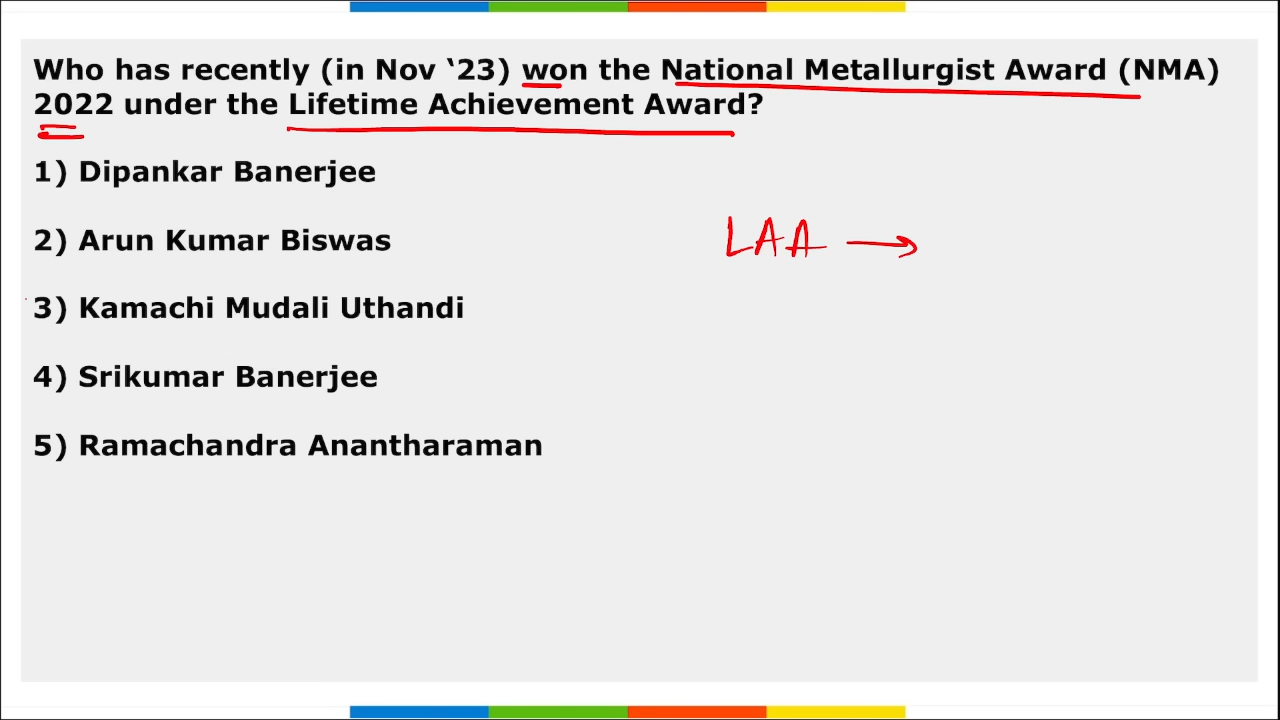 Who has recently (in Nov ‘23) won the National Metallurgist Award (NMA)
2022 under the Lifetime Achievement Award?
1) Dipankar Banerjee
2) Arun Kumar Biswas
LAA →
3) Kamachi Mudali Uthandi
4) Srikumar Banerjee
5) Ramachandra Anantharaman